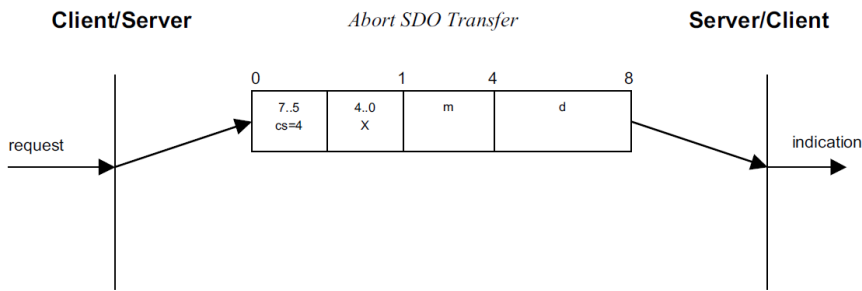 Client/Server Abort SDO Transfer Server/Client
0 1 4 8
7..5 4..0 m d
cs=4 X
request indication